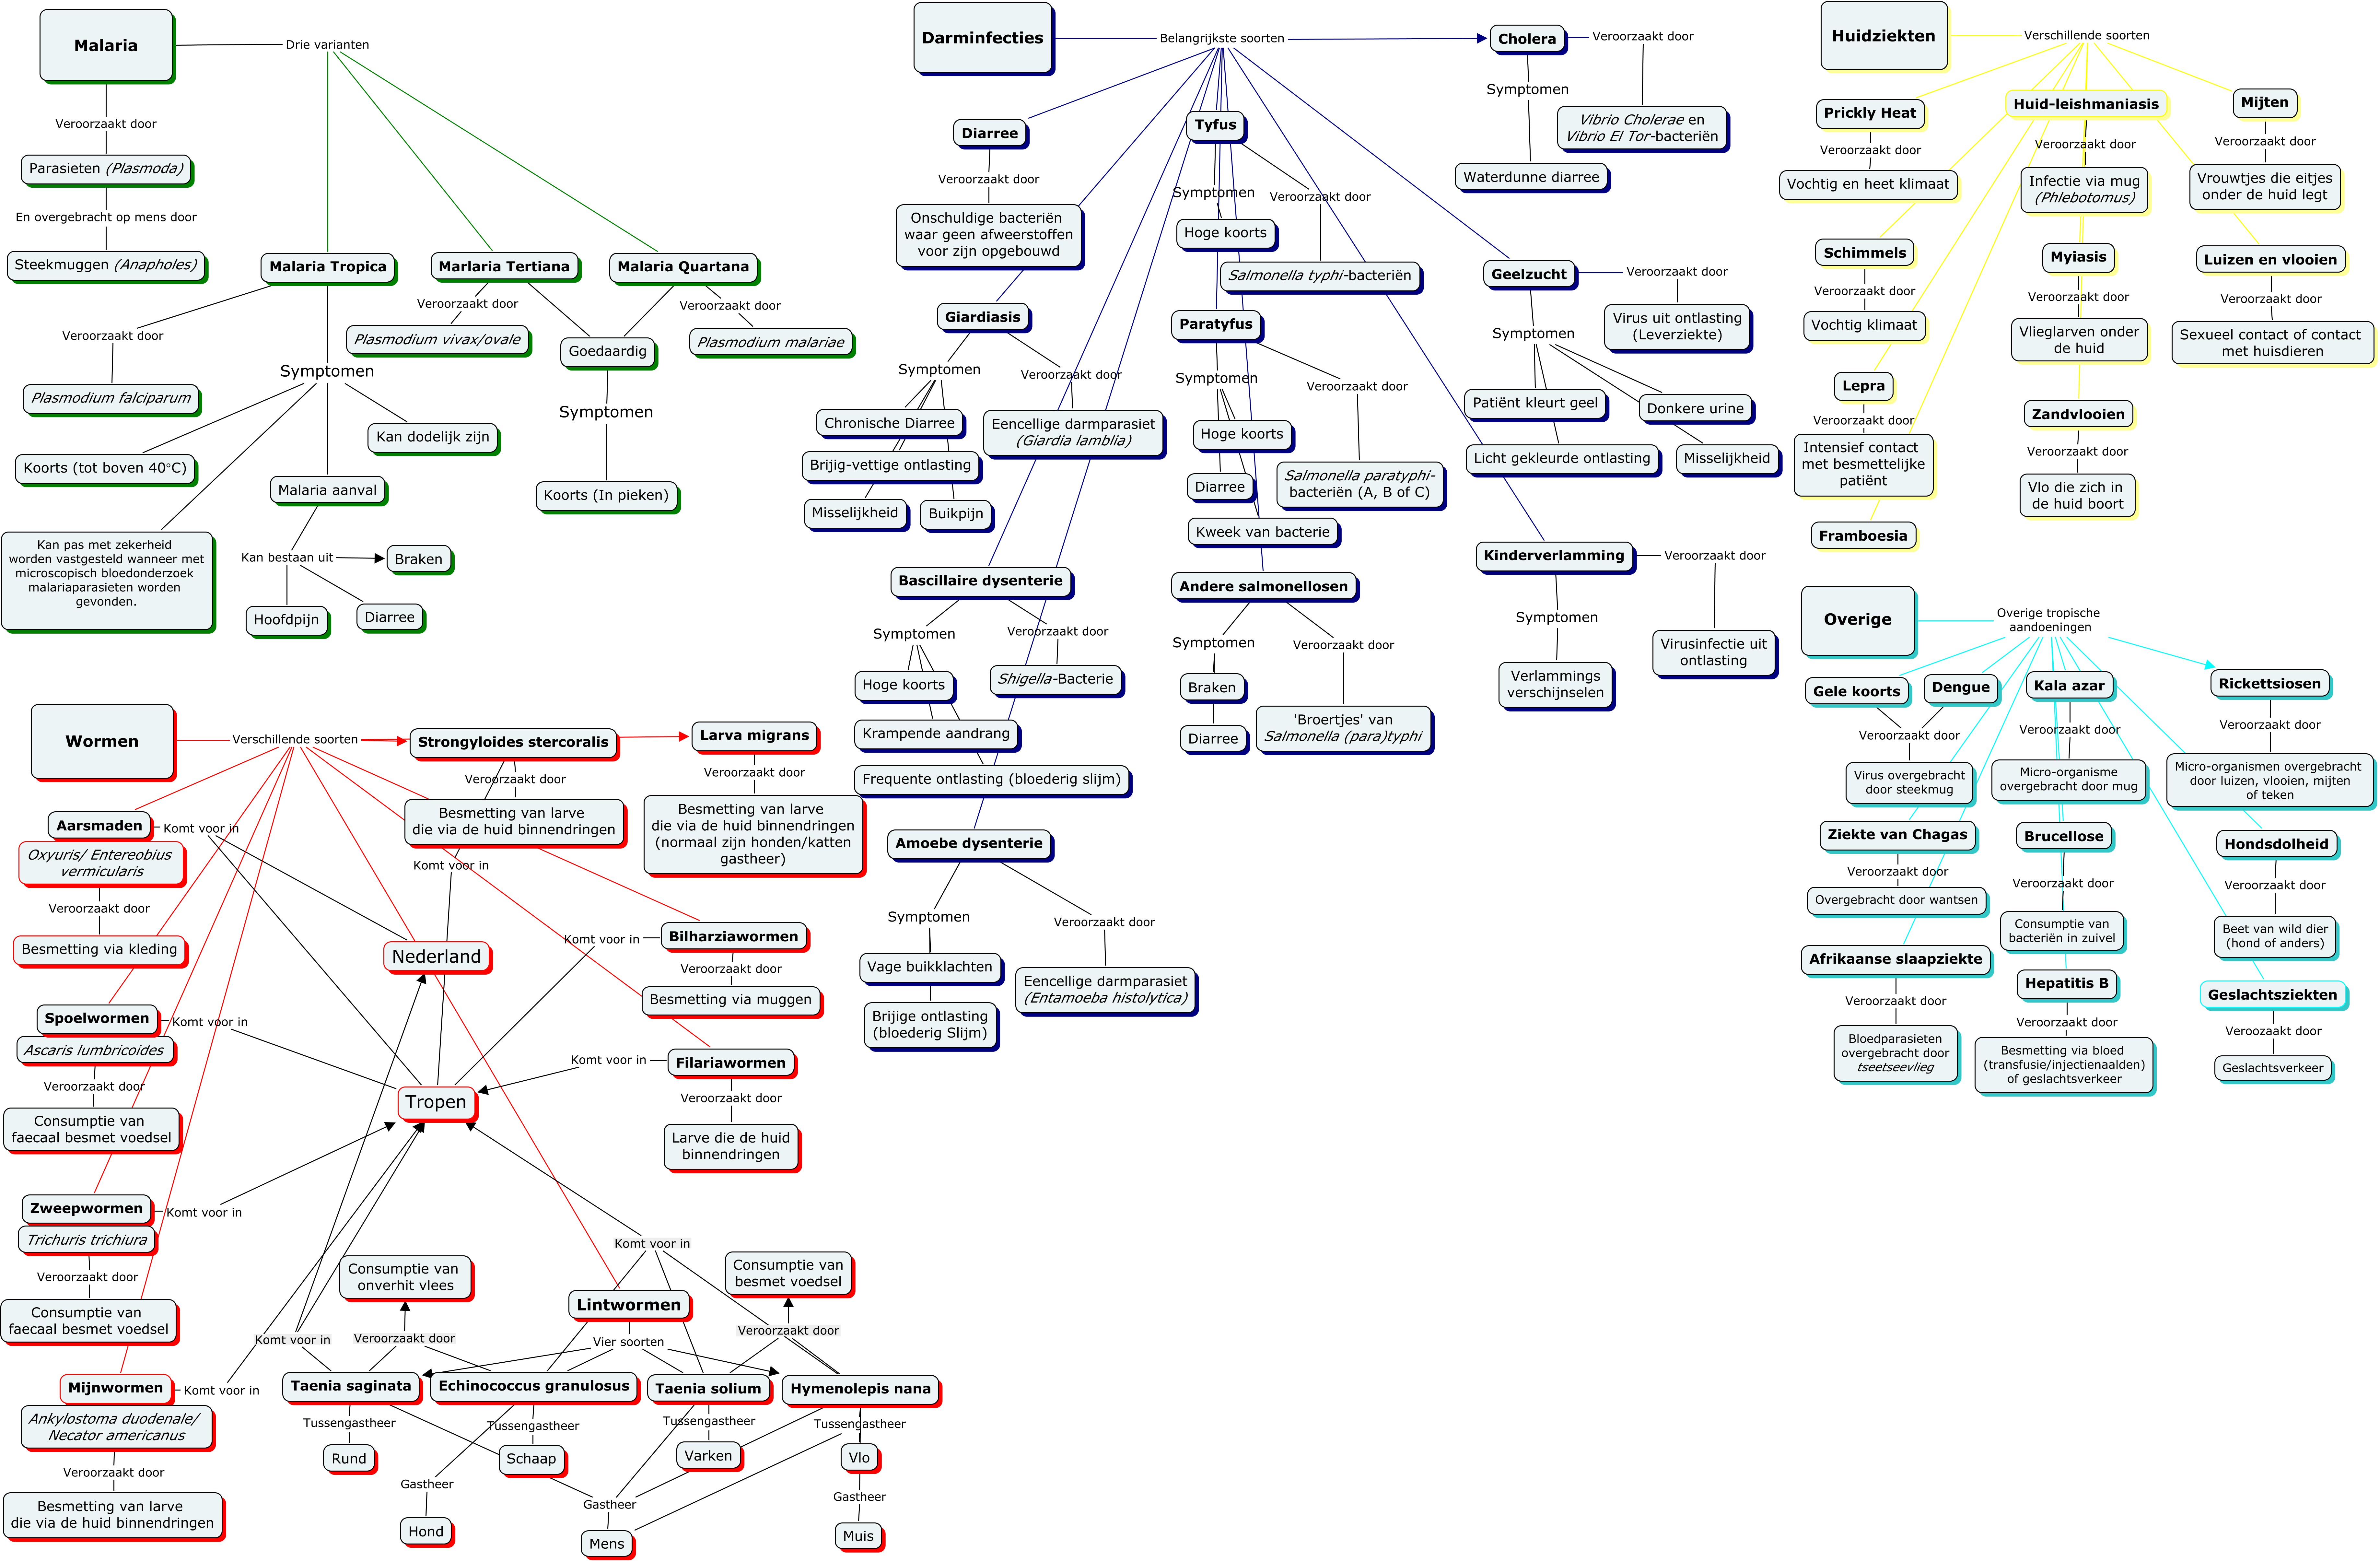 Malaria
Drie varianten
Veroorzaakt door
Parasieten (Plasmoda)
En overgebracht op mens door
Steekmuggen (Anapholes)
Malaria Tropica
Marlaria Tertiana
Malaria Quartana
Veroorzaakt door
Plasmodium falciparum
Veroorzaakt door
Plasmodium vivax/ovale
Veroorzaakt door
Plasmodium malariae
Goedaardig
Symptomen
Koorts (In pieken)
Symptomen
Kan dodelijk zijn
Koorts (tot boven 40°C)
Malaria aanval
Kan pas met zekerheid
worden vastgesteld wanneer met
microscopisch bloedonderzoek
malariaparasieten worden
gevonden.
Kan bestaan uit
Braken
Hoofdpijn
Diarree
Darminfecties
Belangrijkste soorten
Cholera
Veroorzaakt door
Vibrio Cholerae en
Vibrio El Tor-bacteriën
Symptomen
Waterdunne diarree
Diarree
Veroorzaakt door
Onschuldige bacteriën
waar geen afweerstoffen
voor zijn opgebouwd
Tyfus
Symptomen
Hoge koorts
Veroorzaakt door
Salmonella typhi-bacteriën
Giardiasis
Symptomen
Chronische Diarree
Brijig-vettige ontlasting
Misselijkheid
Buikpijn
Veroorzaakt door
Eencellige darmparasiet
(Giardia lamblia)
Paratyfus
Symptomen
Hoge koorts
Diarree
Kweek van bacterie
Veroorzaakt door
Salmonella paratyphi-
bacteriën (A, B of C)
Geelzucht
Veroorzaakt door
Virus uit ontlasting
(Leverziekte)
Symptomen
Patiënt kleurt geel
Donkere urine
Licht gekleurde ontlasting
Misselijkheid
Bascillaire dysenterie
Symptomen
Hoge koorts
Krampende aandrang
Frequente ontlasting (bloederig slijm)
Veroorzaakt door
Shigella-Bacterie
Andere salmonellosen
Symptomen
Braken
Diarree
Veroorzaakt door
'Broertjes' van
Salmonella (para)typhi
Kinderverlamming
Veroorzaakt door
Virusinfectie uit
ontlasting
Symptomen
Verlammings
verschijnselen
Amoebe dysenterie
Symptomen
Vage buikklachten
Brijige ontlasting
(bloederig Slijm)
Veroorzaakt door
Eencellige darmparasiet
(Entamoeba histolytica)
Huidziekten
Verschillende soorten
Prickly Heat
Veroorzaakt door
Vochtig en heet klimaat
Huid-leishmaniasis
Veroorzaakt door
Infectie via mug
(Phlebotomus)
Mijten
Veroorzaakt door
Vrouwtjes die eitjes
onder de huid legt
Schimmels
Veroorzaakt door
Vochtig klimaat
Myiasis
Veroorzaakt door
Vlieglarven onder
de huid
Luizen en vlooien
Veroorzaakt door
Sexueel contact of contact
met huisdieren
Lepra
Veroorzaakt door
Intensief contact
met besmettelijke
patiënt
Zandvlooien
Veroorzaakt door
Vlo die zich in
de huid boort
Framboesia
Overige
Overige tropische
aandoeningen
Gele koorts
Dengue
Veroorzaakt door
Virus overgebracht
door steekmug
Kala azar
Veroorzaakt door
Micro-organisme
overgebracht door mug
Rickettsiosen
Veroorzaakt door
Micro-organismen overgebracht
door luizen, vlooien, mijten
of teken
Ziekte van Chagas
Veroorzaakt door
Overgebracht door wantsen
Brucellose
Veroorzaakt door
Consumptie van
bacteriën in zuivel
Hondsdolheid
Veroorzaakt door
Beet van wild dier
(hond of anders)
Afrikaanse slaapziekte
Veroorzaakt door
Bloedparasieten
overgebracht door
tseetseevlieg
Hepatitis B
Veroorzaakt door
Besmetting via bloed
(transfusie/injectienaalden)
of geslachtsverkeer
Geslachtsziekten
Veroozaakt door
Geslachtsverkeer
Wormen
Verschillende soorten
Strongyloides stercoralis
Veroorzaakt door
Besmetting van larve
die via de huid binnendringen
Komt voor in
Larva migrans
Veroorzaakt door
Besmetting van larve
die via de huid binnendringen
(normaal zijn honden/katten
gastheer)
Aarsmaden
Komt voor in
Oxyuris/ Entereobius
vermicularis
Veroorzaakt door
Besmetting via kleding
Nederland
Bilharziawormen
Komt voor in
Veroorzaakt door
Besmetting via muggen
Spoelwormen
Komt voor in
Ascaris lumbricoides
Veroorzaakt door
Consumptie van
faecaal besmet voedsel
Tropen
Filariawormen
Komt voor in
Veroorzaakt door
Larve die de huid
binnendringen
Zweepwormen
Komt voor in
Trichuris trichiura
Veroorzaakt door
Consumptie van
faecaal besmet voedsel
Mijnwormen
Komt voor in
Ankylostoma duodenale/
Necator americanus
Veroorzaakt door
Besmetting van larve
die via de huid binnendringen
Komt voor in
Consumptie van
onverhit vlees
Consumptie van
besmet voedsel
Lintwormen
Vier soorten
Komt voor in
Veroorzaakt door
Veroorzaakt door
Taenia saginata
Echinococcus granulosus
Taenia solium
Hymenolepis nana
Tussengastheer
Tussengastheer
Tussengastheer
Tussengastheer
Rund
Schaap
Varken
Vlo
Gastheer
Gastheer
Gastheer
Hond
Mens
Muis